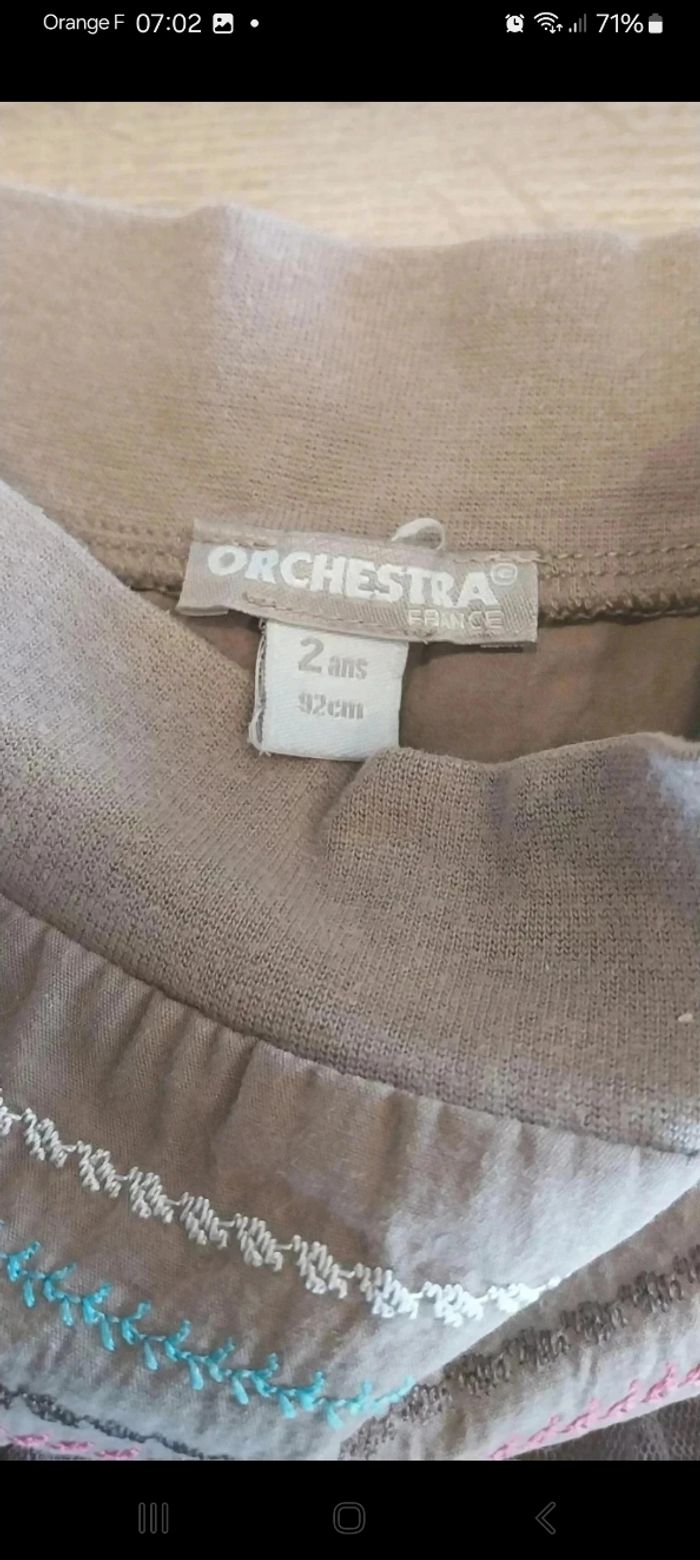 Orange F 07:02
71%
ORCHESTRA©
FRANCE
2 ans
92cm